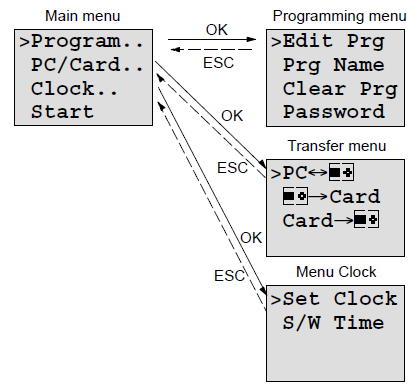 Main menu
>Program..
PC/Card..
Clock..
Start
OK
ESC
Programming menu
>Edit Prg
Prg Name
Clear Prg
Password
OK
ESC
Transfer menu
>PC↔
→Card
Card→
OK
ESC
Menu Clock
>Set Clock
S/W Time